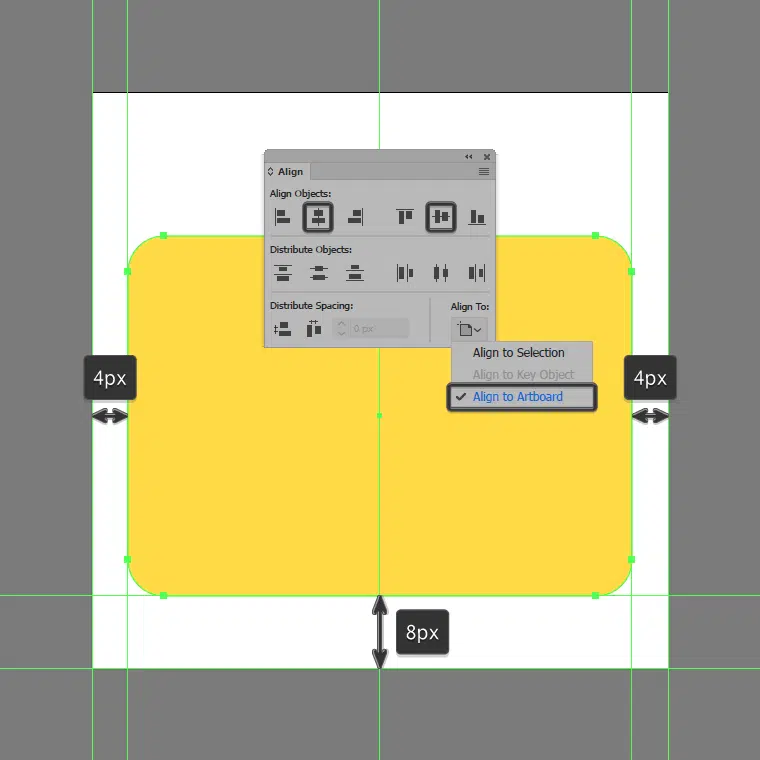 Align
Align Objects:
Distribute Objects:
Distribute Spacing:
Align To:
0 px
Align to Selection
Align to Key Object
Align to Artboard
4px
4px
8px